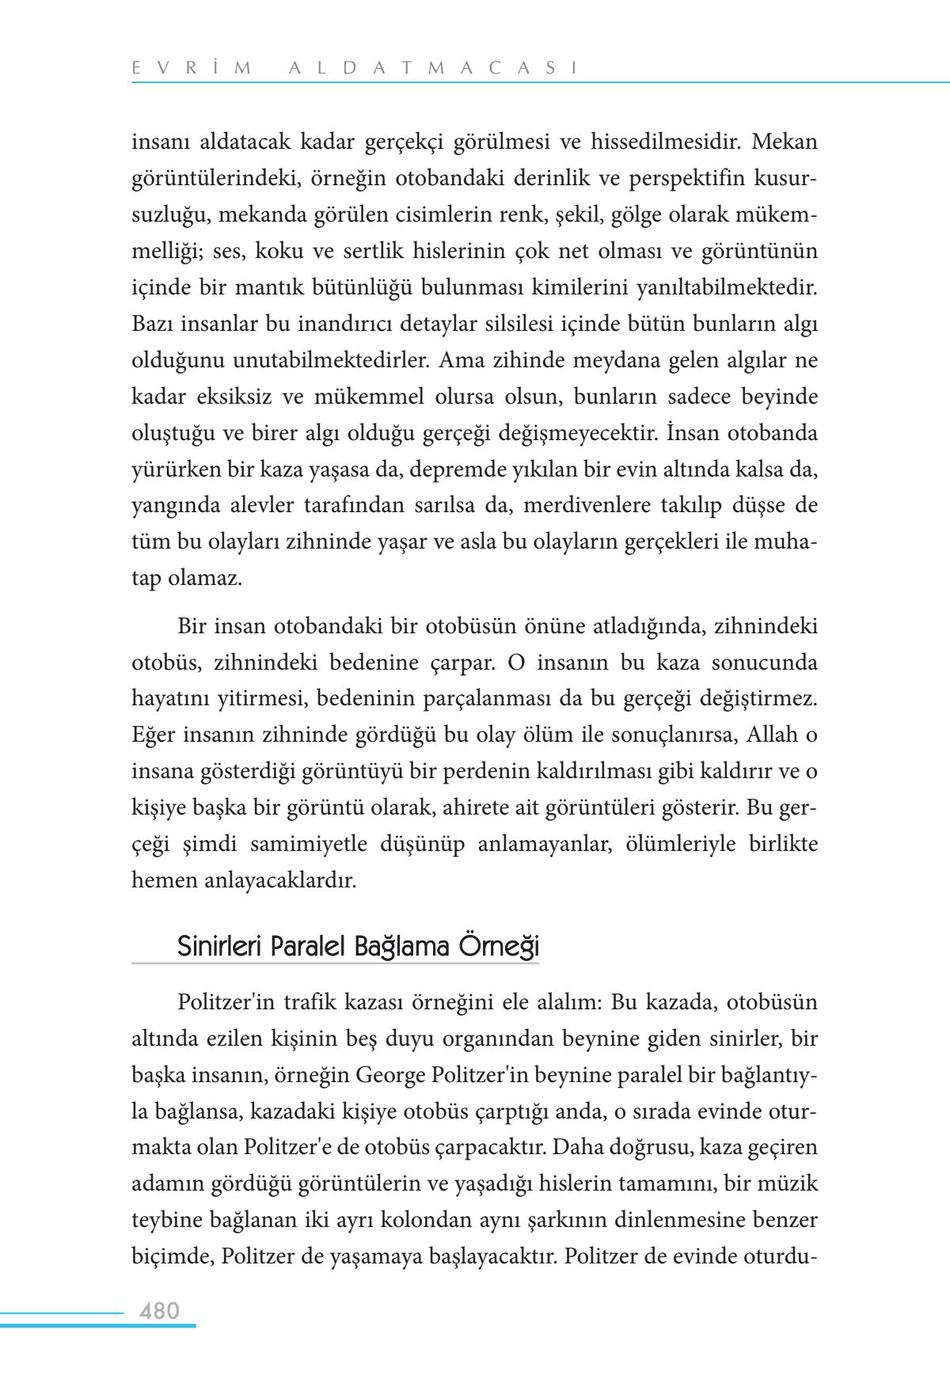 EVRİM ALDATMACASI
insanı aldatacak kadar gerçekçi görülmesi ve hissedilmesidir. Mekan
görüntülerindeki, örneğin otobandaki derinlik ve perspektifin kusur-
suzluğu, mekanda görülen cisimlerin renk, şekil, gölge olarak mükem-
melliği; ses, koku ve sertlik hislerinin çok net olması ve görüntünün
içinde bir mantık bütünlüğü bulunması kimilerini yanıltabilmektedir.
Bazı insanlar bu inandırıcı detaylar silsilesi içinde bütün bunların algı
olduğunu unutabilmektedirler. Ama zihinde meydana gelen algılar ne
kadar eksiksiz ve mükemmel olursa olsun, bunların sadece beyinde
oluştuğu ve birer algı olduğu gerçeği değişmeyecektir. İnsan otobanda
yürürken bir kaza yaşasa da, depremde yıkılan bir evin altında kalsa da,
yangında alevler tarafından sarılsa da, merdivenlere takılıp düşse de
tüm bu olayları zihninde yaşar ve asla bu olayların gerçekleri ile muha-
tap olamaz.
Bir insan otobandaki bir otobüsün önüne atladığında, zihnindeki
otobüs, zihnindeki bedenine çarpar. O insanın bu kaza sonucunda
hayatını yitirmesi, bedeninin parçalanması da bu gerçeği değiştirmez.
Eğer insanın zihninde gördüğü bu olay ölüm ile sonuçlanırsa, Allah o
insana gösterdiği görüntüyü bir perdenin kaldırılması gibi kaldırır ve o
kişiye başka bir görüntü olarak, ahirete ait görüntüleri gösterir. Bu ger-
çeği şimdi samimiyetle düşünüp anlamayanlar, ölümleriyle birlikte
hemen anlayacaklardır.
Sinirleri Paralel Bağlama Örneği
Politzer'in trafik kazası örneğini ele alalım: Bu kazada, otobüsün
altında ezilen kişinin beş duyu organından beynine giden sinirler, bir
başka insanın, örneğin George Politzer'in beynine paralel bir bağlantıy-
la bağlansa, kazadaki kişiye otobüs çarptığı anda, o sırada evinde otur-
makta olan Politzer'e de otobüs çarpacaktır. Daha doğrusu, kaza geçiren
adamın gördüğü görüntülerin ve yaşadığı hislerin tamamını, bir müzik
teybine bağlanan iki ayrı kolondan aynı şarkının dinlenmesine benzer
biçimde, Politzer de yaşamaya başlayacaktır. Politzer de evinde oturdu-
480